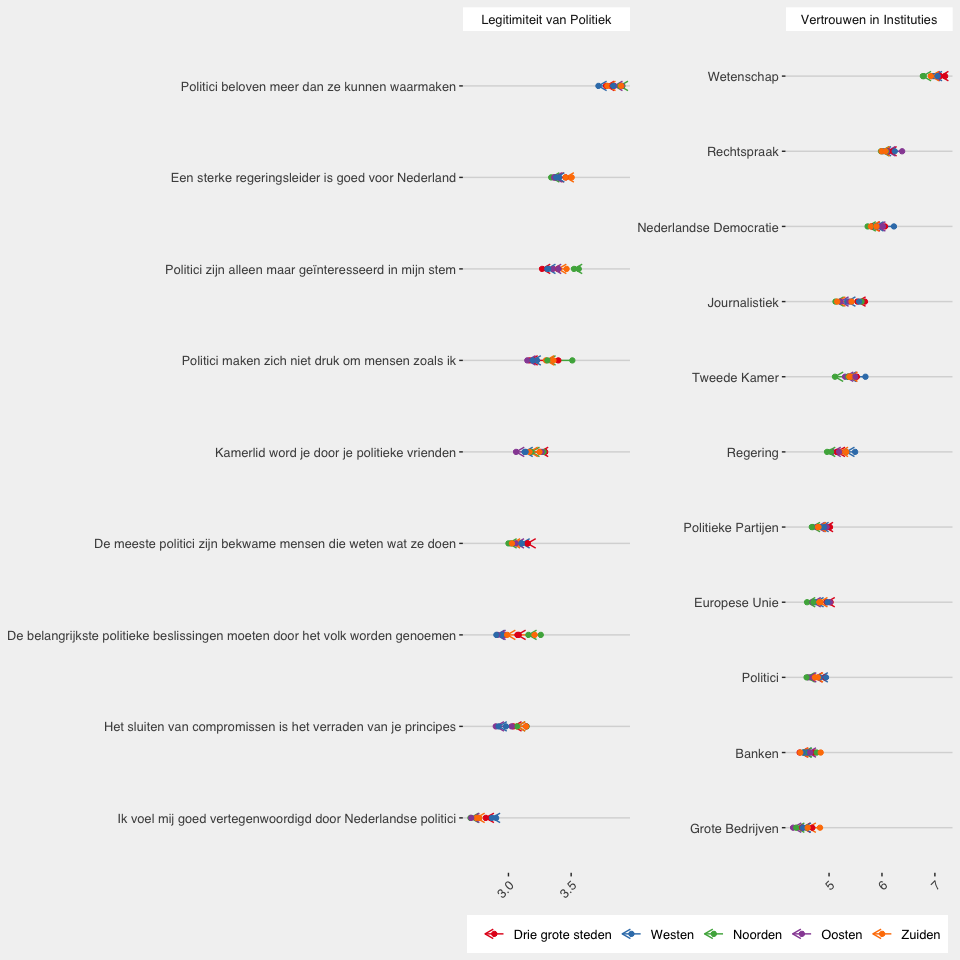 Legitimiteit van Politiek
Politici beloven meer dan ze kunnen waarmaken
Een sterke regeringsleider is goed voor Nederland
Politici zijn alleen maar geïnteresseerd in mijn stem
Politici maken zich niet druk om mensen zoals ik
Kamerlid word je door je politieke vrienden
De meeste politici zijn bekwame mensen die weten wat ze doen
De belangrijkste politieke beslissingen moeten door het volk worden genoemen
Het sluiten van compromissen is het verraden van je principes
Ik voel mij goed vertegenwoordigd door Nederlandse politici
3.0
3.5
Vertrouwen in Instituties
Wetenschap
Rechtspraak
Nederlandse Democratie
Journalistiek
Tweede Kamer
Regering
Politieke Partijen
Europese Unie
Politici
Banken
Grote Bedrijven
5
6
7
Drie grote steden
Westen
Noorden
Oosten
Zuiden